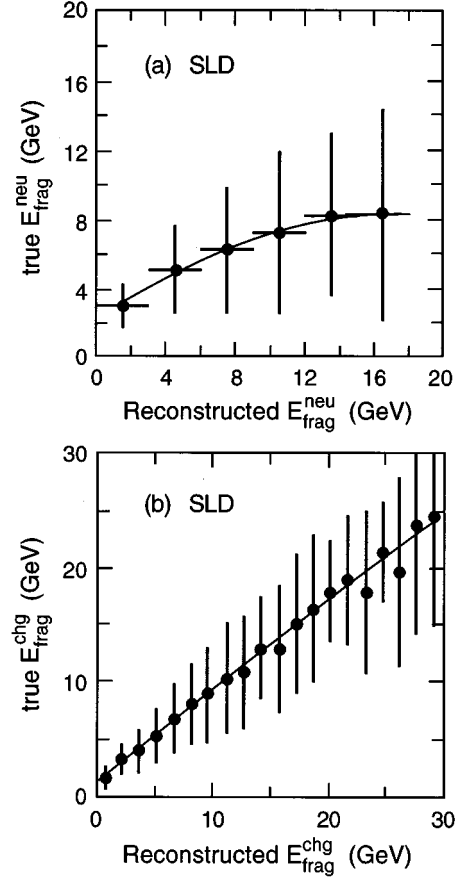 20
16
12
8
4
0
(a) SLD
true E^neu_frag (GeV)
0 4 8 12 16 20
Reconstructed E^neu_frag (GeV)
30
20
10
0
(b) SLD
true E^chg_frag (GeV)
0 10 20 30
Reconstructed E^chg_frag (GeV)